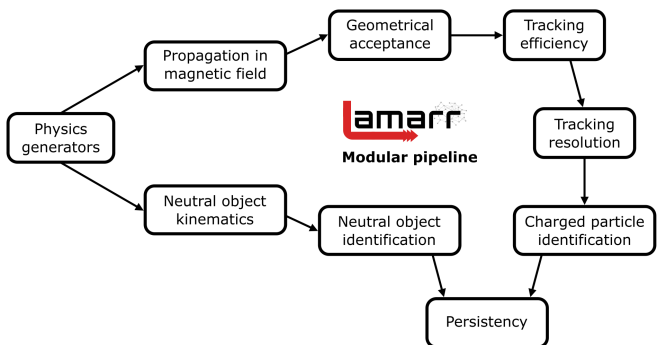 Geometrical
acceptance
Tracking
efficiency
Propagation in
magnetic field
Physics
generators
lamarr
Modular pipeline
Tracking
resolution
Neutral object
kinematics
Neutral object
identification
Charged particle
identification
Persistency